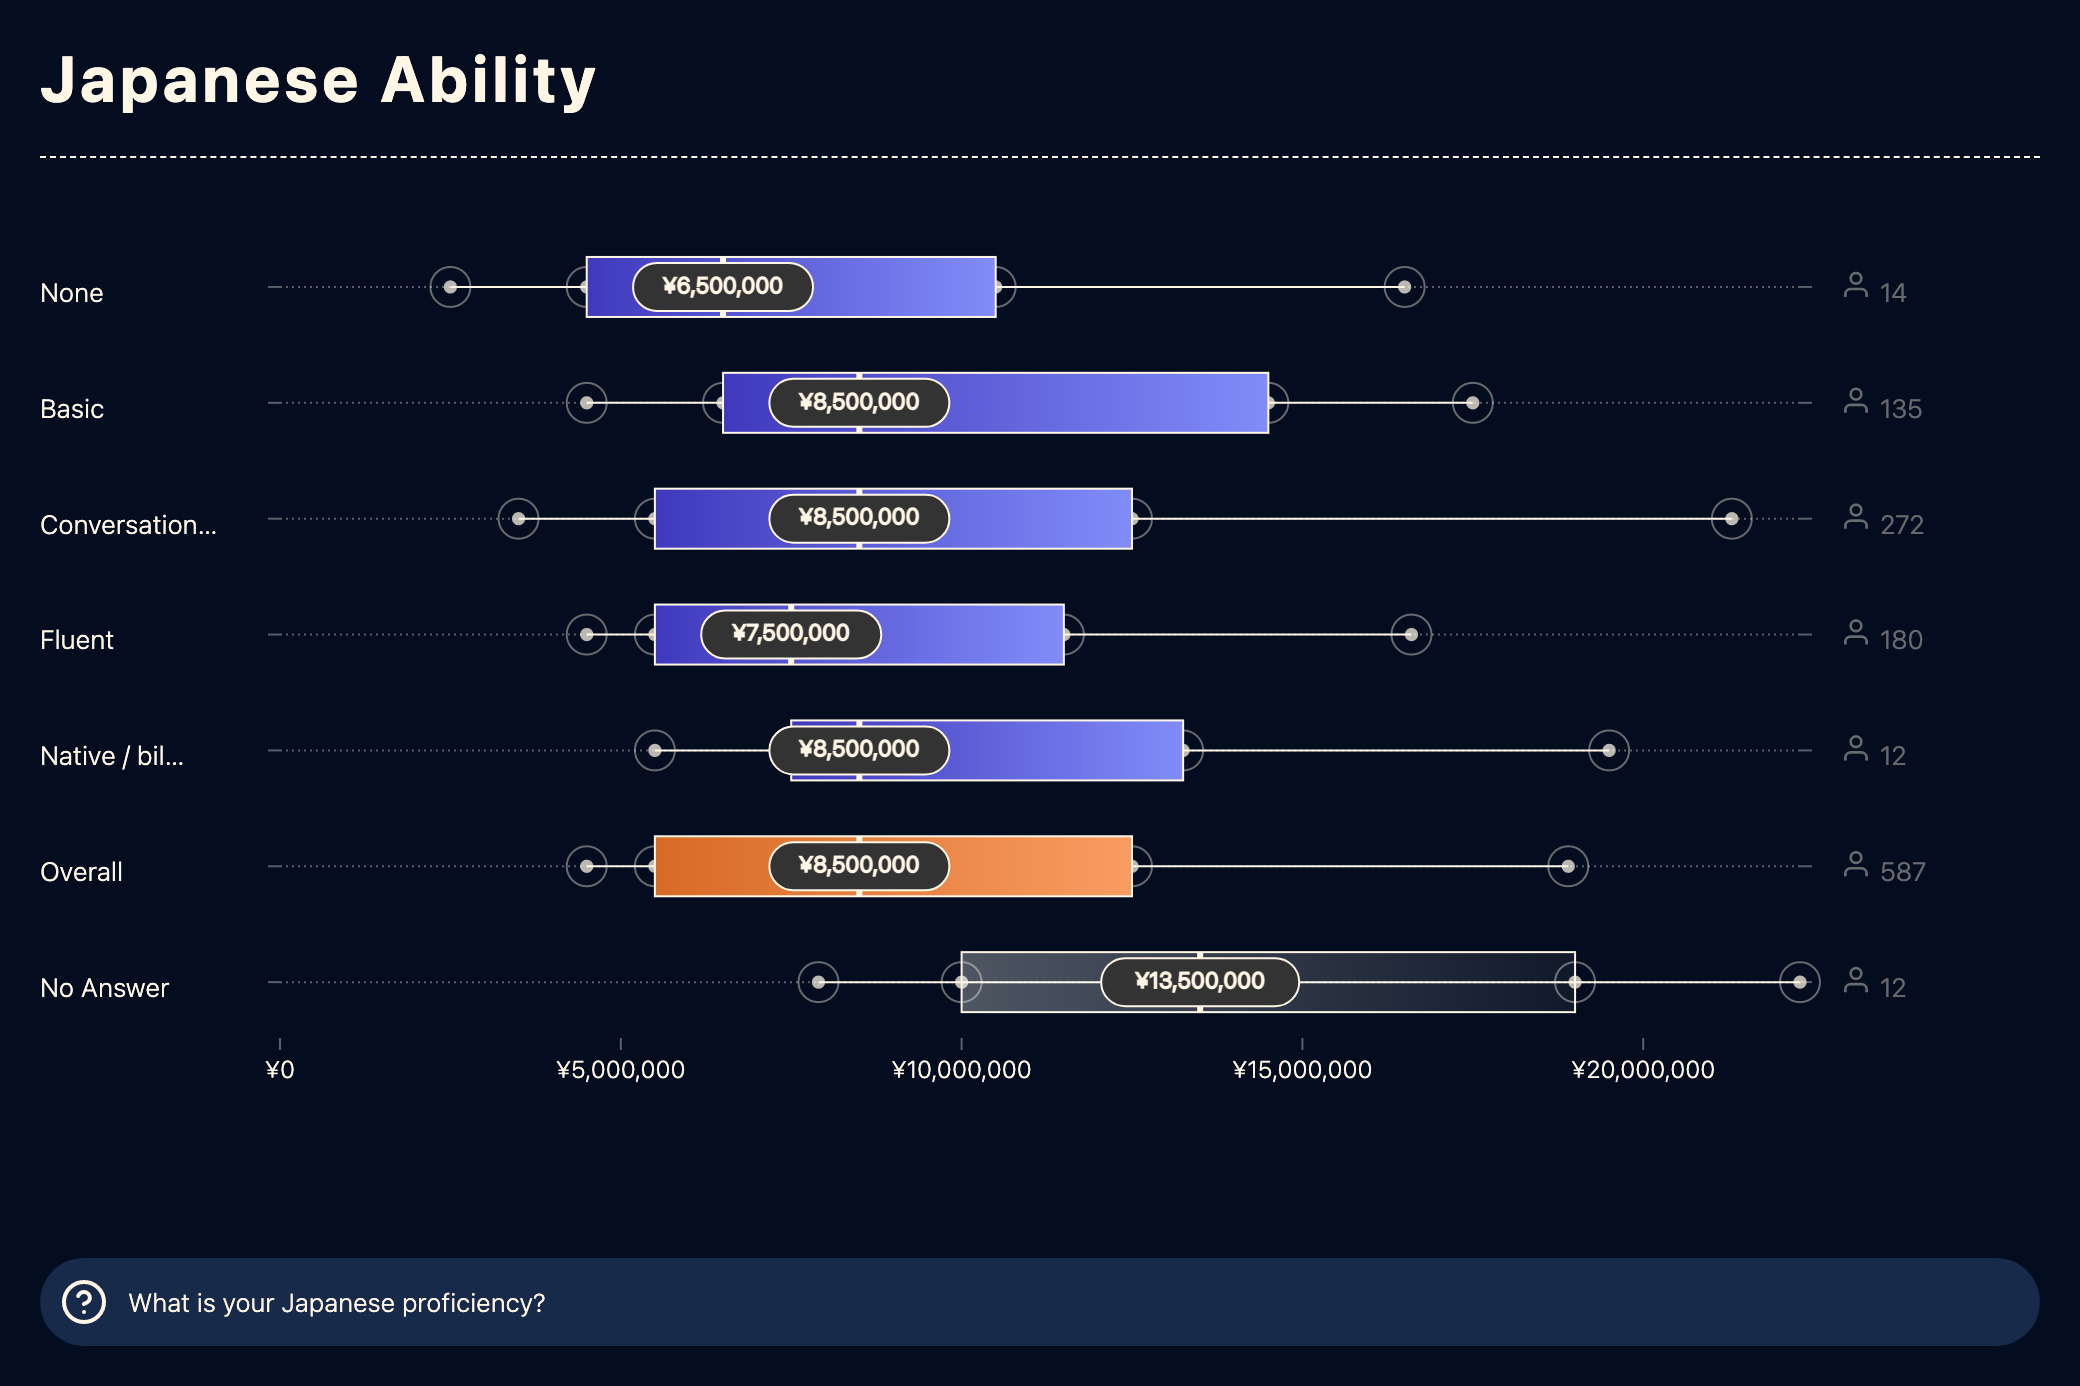 Japanese Ability
None ¥6,500,000 14
Basic ¥8,500,000 135
Conversation... ¥8,500,000 272
Fluent ¥7,500,000 180
Native / bil... ¥8,500,000 12
Overall ¥8,500,000 587
No Answer ¥13,500,000 12
¥0 ¥5,000,000 ¥10,000,000 ¥15,000,000 ¥20,000,000
What is your Japanese proficiency?